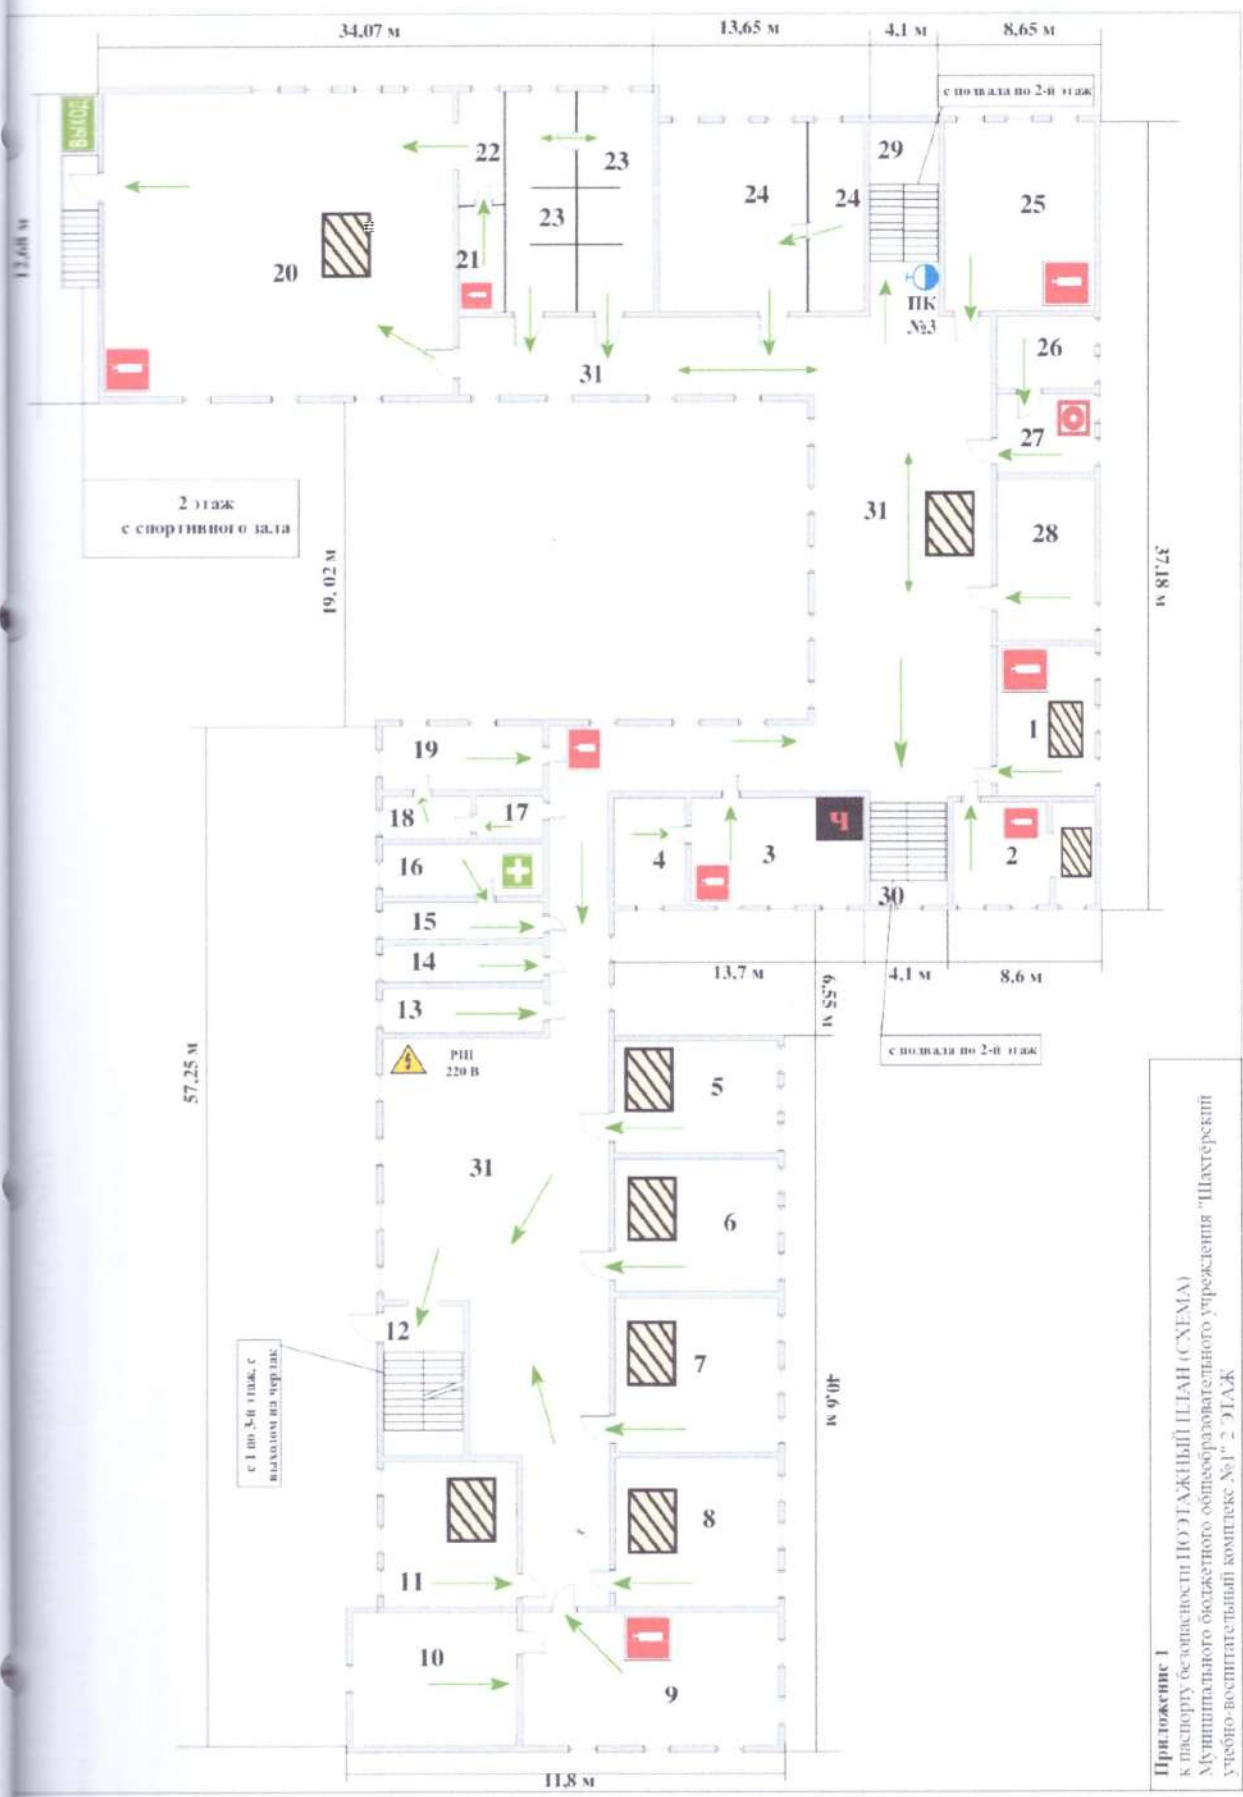 34.07 м
13,65 м
4,1 м
8,65 м
с подвала по 2-й этаж
ВЫХОД
12,68 м
22
23
23
21
20
24
24
29
25
ПК
№3
26
27
31
31
28
2 этаж
с спортивного зала
19, 02 м
37,18 м
1
19
18
17
16
15
14
13
4
3
Ч
30
2
13,7 м
4,1 м
8,6 м
6,55 м
с подвала по 2-й этаж
57,25 м
РЩ
220 В
5
31
6
12
7
с 1 по 3-й этаж, с
выходом на чердак
40,6 м
8
11
10
9
11,8 м
Приложение 1
к паспорту безопасности ПОЭТАЖНЫЙ ПЛАН (СХЕМА)
Муниципального бюджетного общеобразовательного учреждения "Шахтёрский
учебно-воспитательный комплекс №1" 2 ЭТАЖ